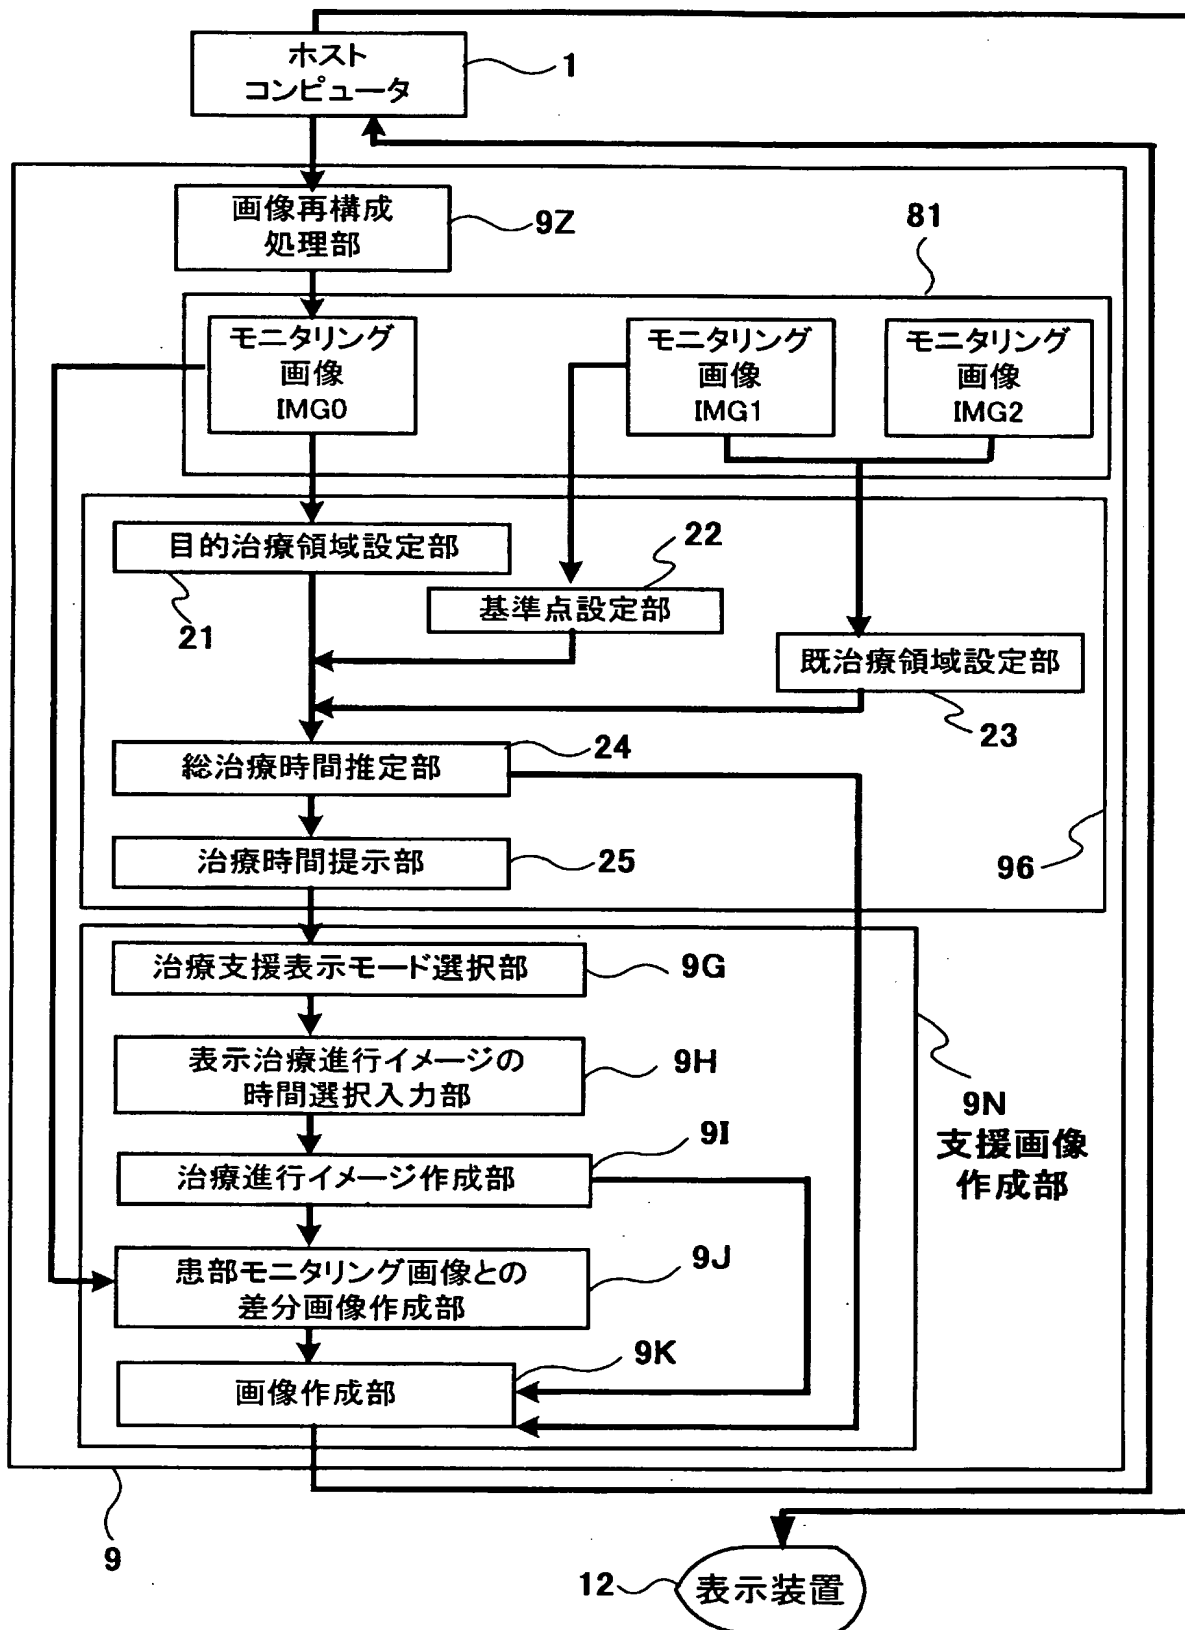 ホスト
コンピュータ
1
画像再構成
処理部
9Z
81
モニタリング
画像
IMG0
モニタリング
画像
IMG1
モニタリング
画像
IMG2
目的治療領域設定部
21
22
基準点設定部
既治療領域設定部
23
総治療時間推定部
24
治療時間提示部
25
96
治療支援表示モード選択部
9G
表示治療進行イメージの
時間選択入力部
9H
9N
支援画像
作成部
治療進行イメージ作成部
9I
患部モニタリング画像との
差分画像作成部
9J
画像作成部
9K
9
12
表示装置